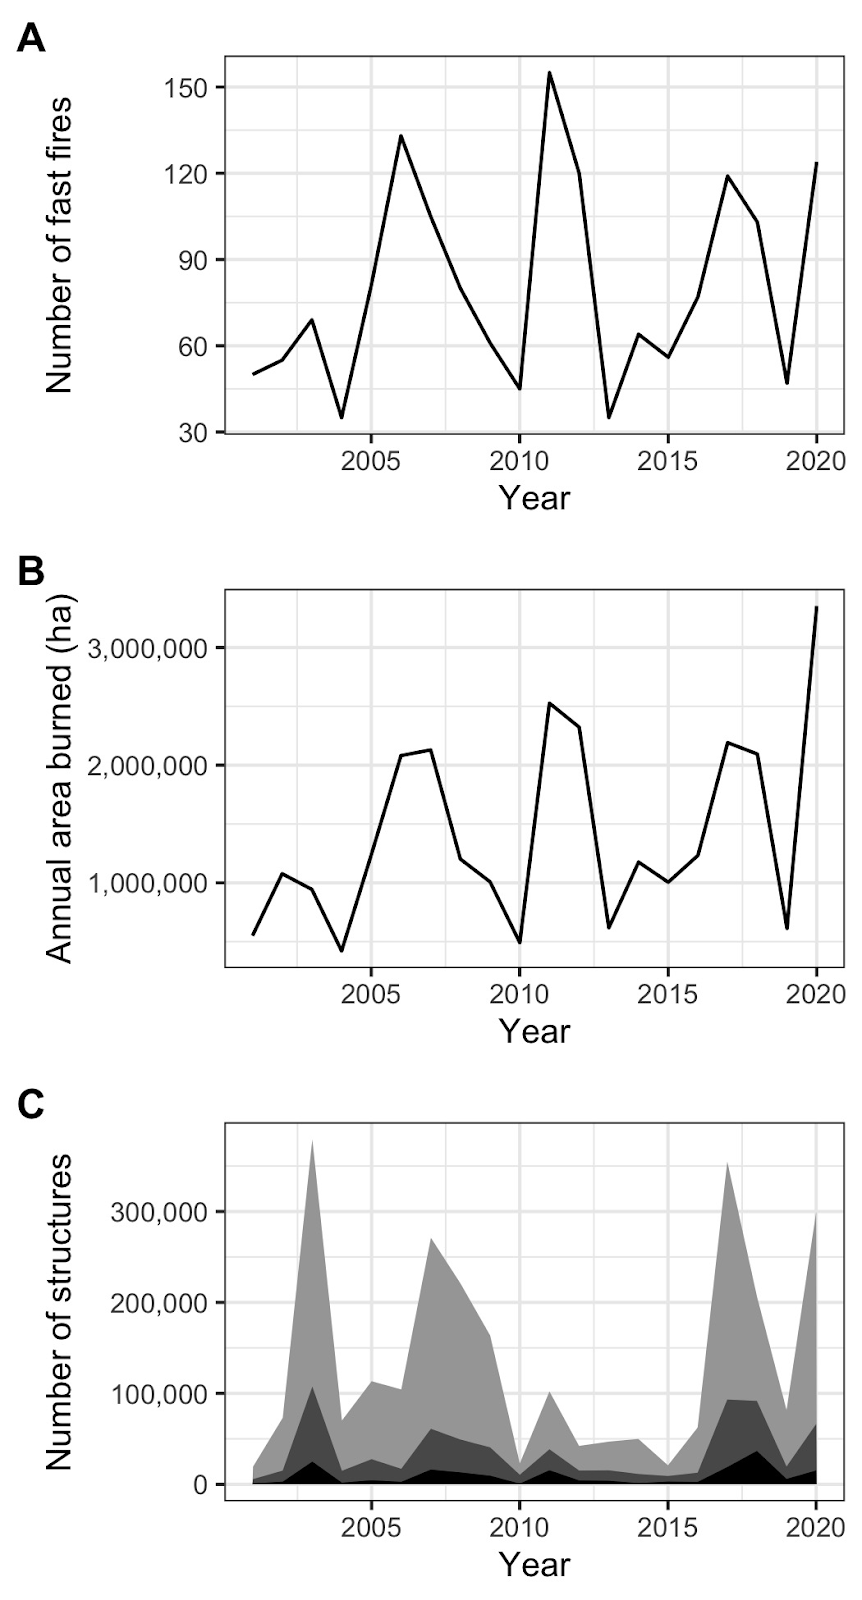 A
Number of fast fires
150
120
90
60
30
2005 2010 2015 2020
Year
B
Annual area burned (ha)
3,000,000
2,000,000
1,000,000
2005 2010 2015 2020
Year
C
Number of structures
300,000
200,000
100,000
0
2005 2010 2015 2020
Year